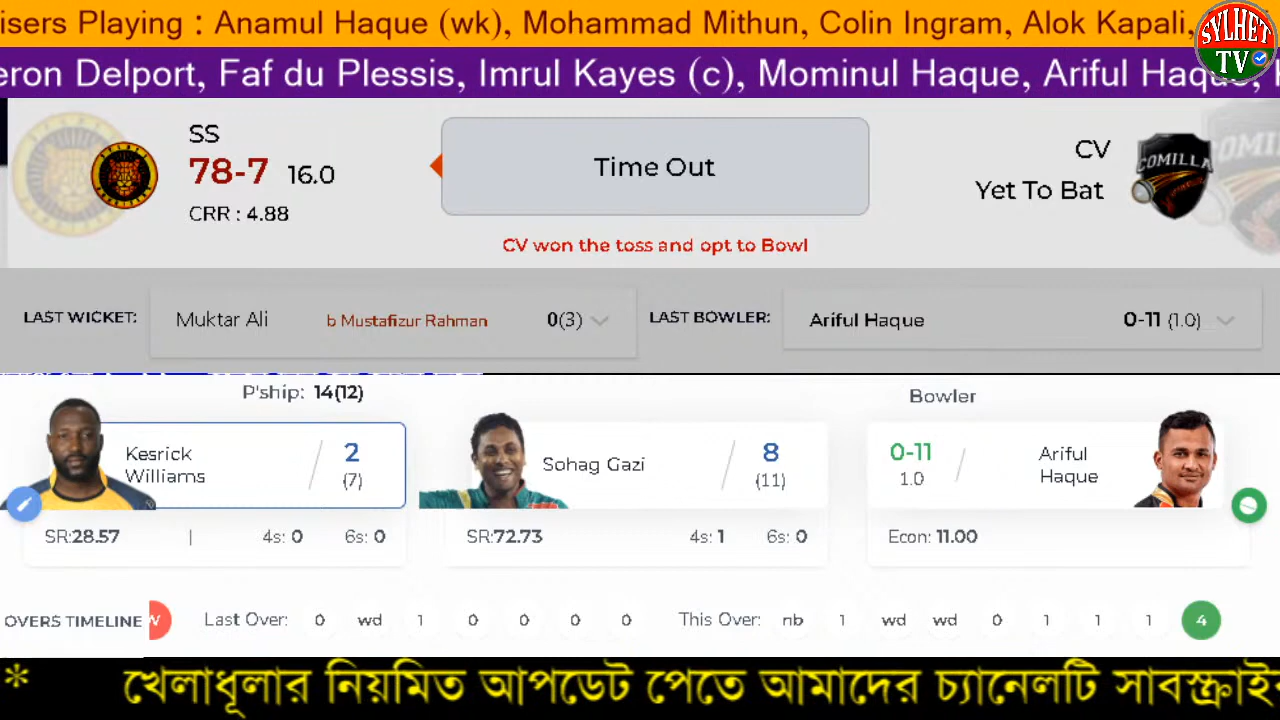 isers Playing : Anamul Haque (wk), Mohammad Mithun, Colin Ingram, Alok Kapali,
SYLHET
TV
eron Delport, Faf du Plessis, Imrul Kayes (c), Mominul Haque, Ariful Haque,
SS
78-7 16.0
CRR : 4.88
Time Out
CV won the toss and opt to Bowl
CV
Yet To Bat
COMILLA
LAST WICKET: Muktar Ali b Mustafizur Rahman 0(3) LAST BOWLER: Ariful Haque 0-11 (1.0)
P'ship: 14(12)
Bowler
Kesrick
Williams
2
(7)
Sohag Gazi
8
(11)
0-11
1.0
Ariful
Haque
SR:28.57 | 4s: 0 6s: 0
SR:72.73 4s: 1 6s: 0
Econ: 11.00
OVERS TIMELINE W Last Over: 0 wd 1 0 0 0 0 This Over: nb 1 wd wd 0 1 1 1 4
* খেলাধূলার নিয়মিত আপডেট পেতে আমাদের চ্যানেলটি সাবস্ক্রাই